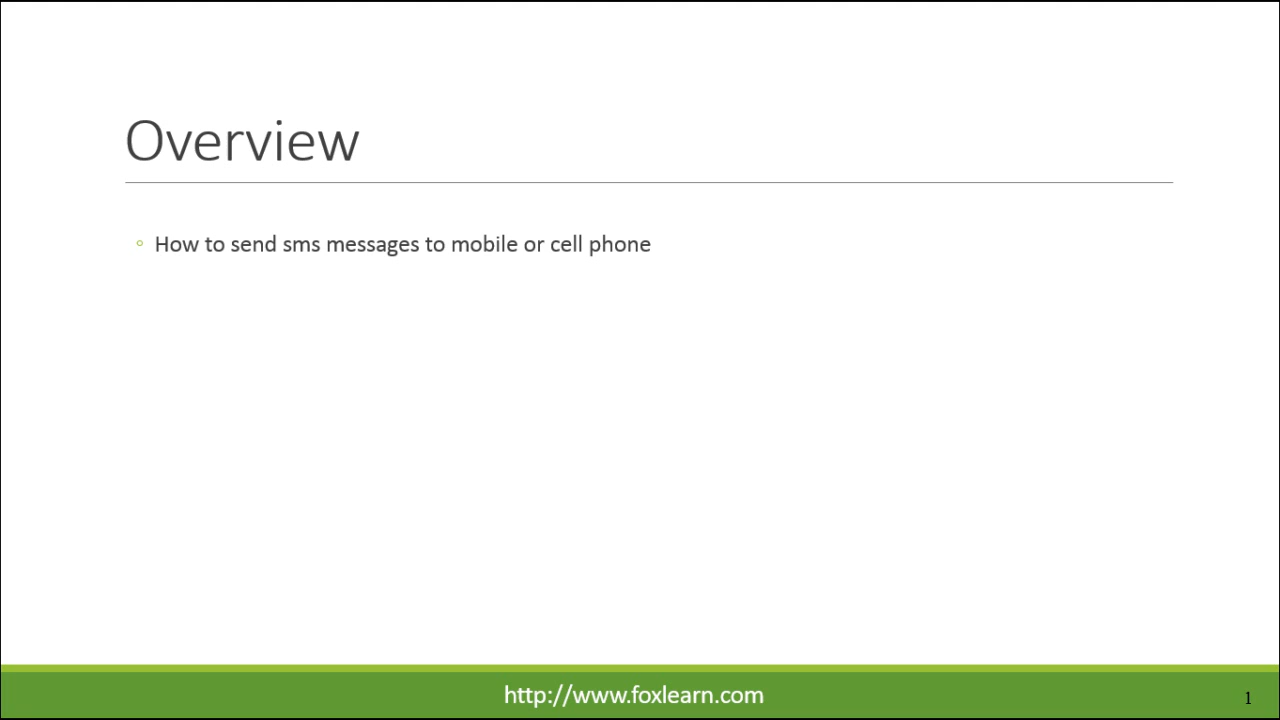 Overview
◦ How to send sms messages to mobile or cell phone
http://www.foxlearn.com
1